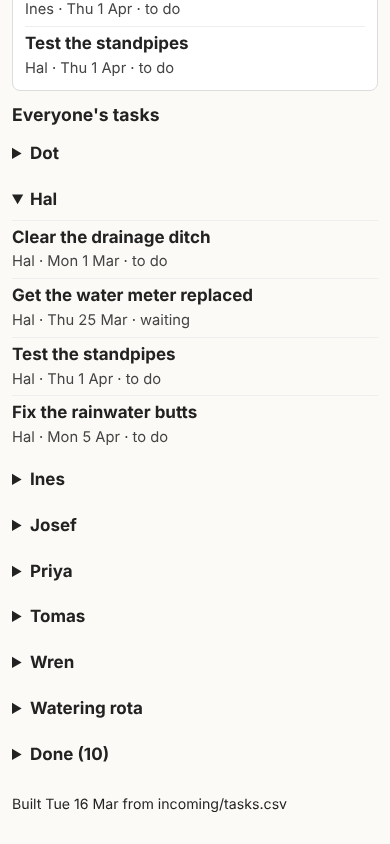 Ines · Thu 1 Apr · to do
Test the standpipes
Hal · Thu 1 Apr · to do
Everyone's tasks
Dot
Hal
Clear the drainage ditch
Hal · Mon 1 Mar · to do
Get the water meter replaced
Hal · Thu 25 Mar · waiting
Test the standpipes
Hal · Thu 1 Apr · to do
Fix the rainwater butts
Hal · Mon 5 Apr · to do
Ines
Josef
Priya
Tomas
Wren
Watering rota
Done (10)
Built Tue 16 Mar from incoming/tasks.csv